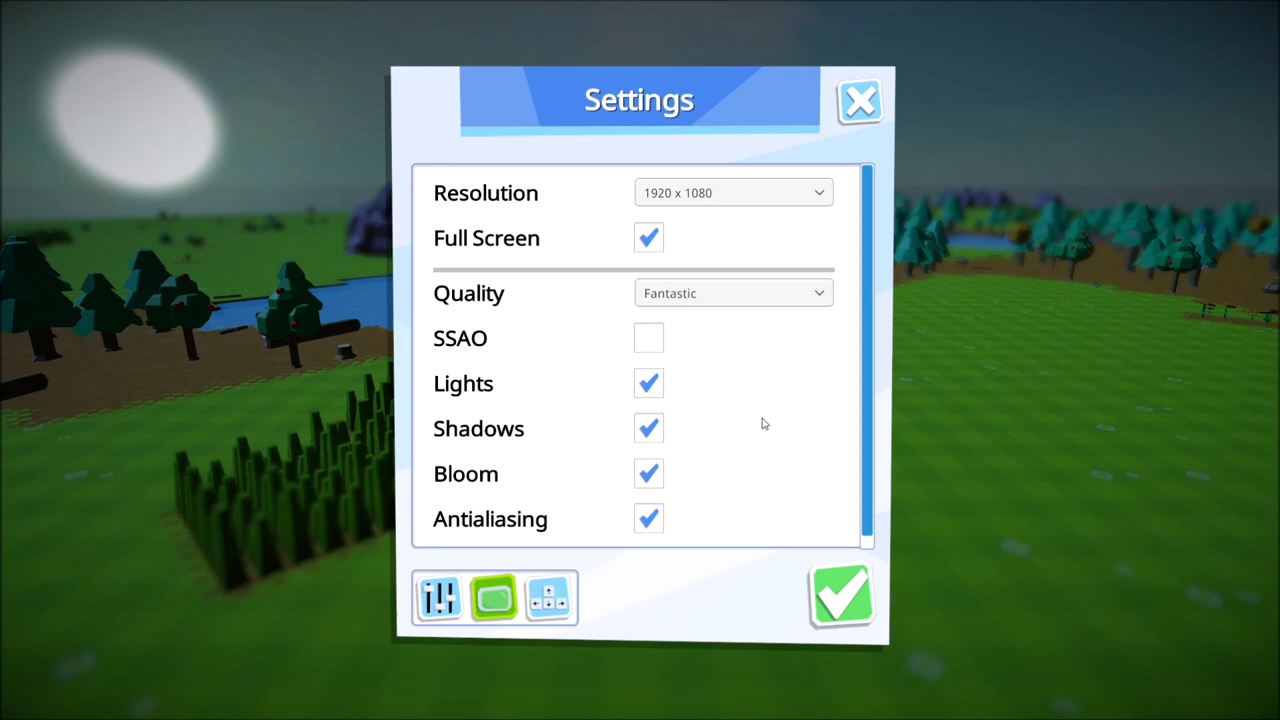 Settings
Resolution 1920 x 1080
Full Screen
Quality Fantastic
SSAO
Lights
Shadows
Bloom
Antialiasing